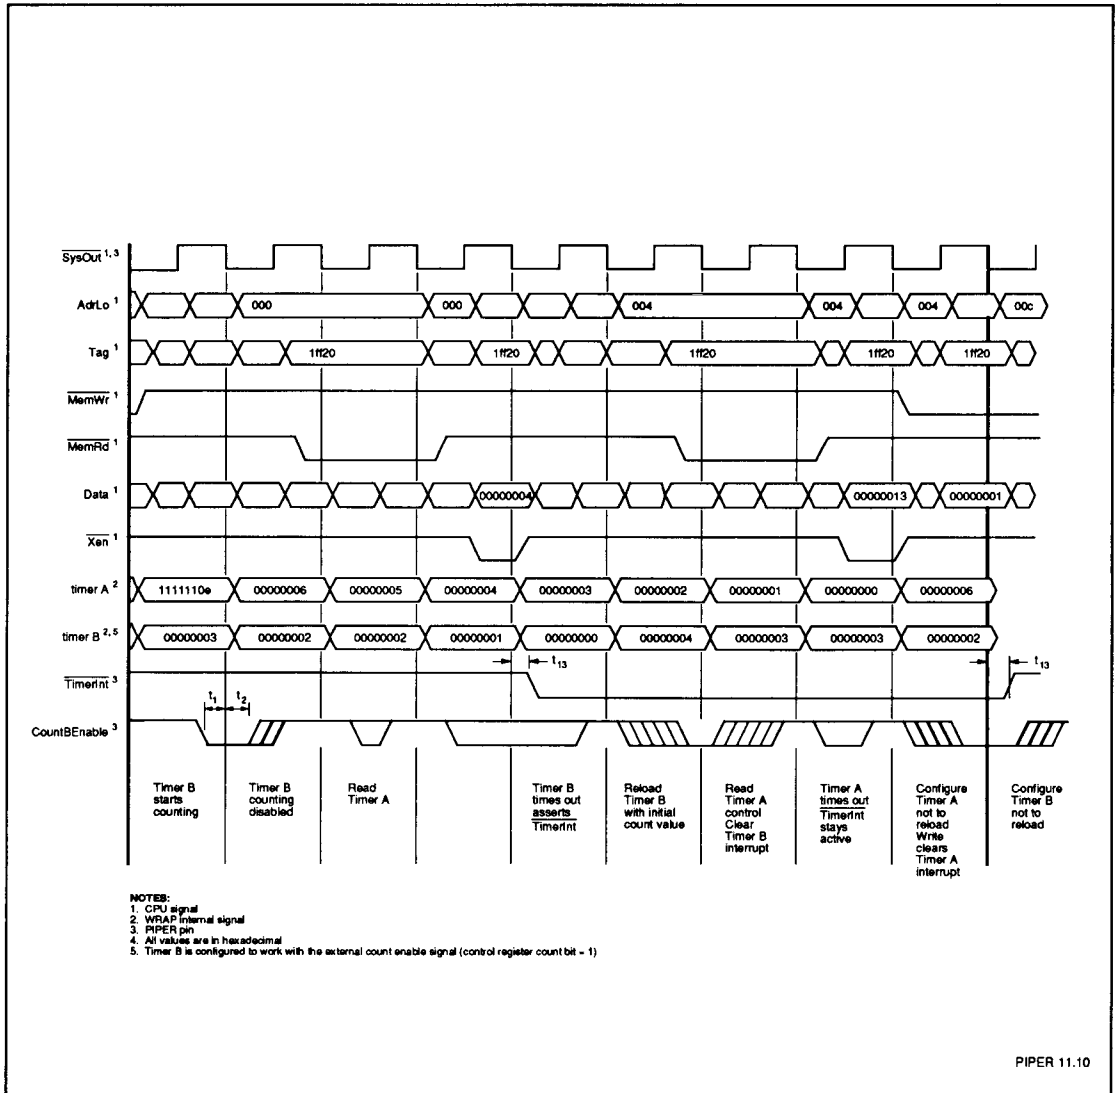 SysOut 1, 3
AdrLo 1
000
000
004
004
004
00c
Tag 1
1ff20
1ff20
1ff20
1ff20
1ff20
MemWr 1
MemRd 1
Data 1
00000004
00000013
00000001
Xen 1
timer A 2
1111110e
00000006
00000005
00000004
00000003
00000002
00000001
00000000
00000006
timer B 2,5
00000003
00000002
00000002
00000001
00000000
00000004
00000003
00000003
00000002
t13
t13
TimerInt 3
t1
t2
CountBEnable 3
Timer B
starts
counting
Timer B
counting
disabled
Read
Timer A
Timer B
times out
asserts
TimerInt
Reload
Timer B
with initial
count value
Read
Timer A
control
Clear
Timer B
interrupt
Timer A
times out
TimerInt
stays
active
Configure
Timer A
not to
reload
Write
clears
Timer A
interrupt
Configure
Timer B
not to
reload
NOTES:
1. CPU signal
2. WRAP internal signal
3. PIPER pin
4. All values are in hexadecimal
5. Timer B is configured to work with the external count enable signal (control register count bit = 1)
PIPER 11.10